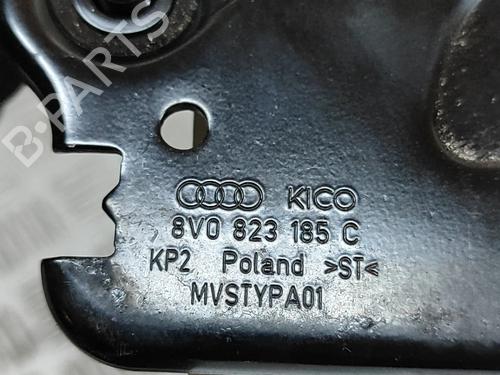 B-PARTS
KICO
8V0 823 185 C
KP2 Poland >ST<
MVSTYPA01